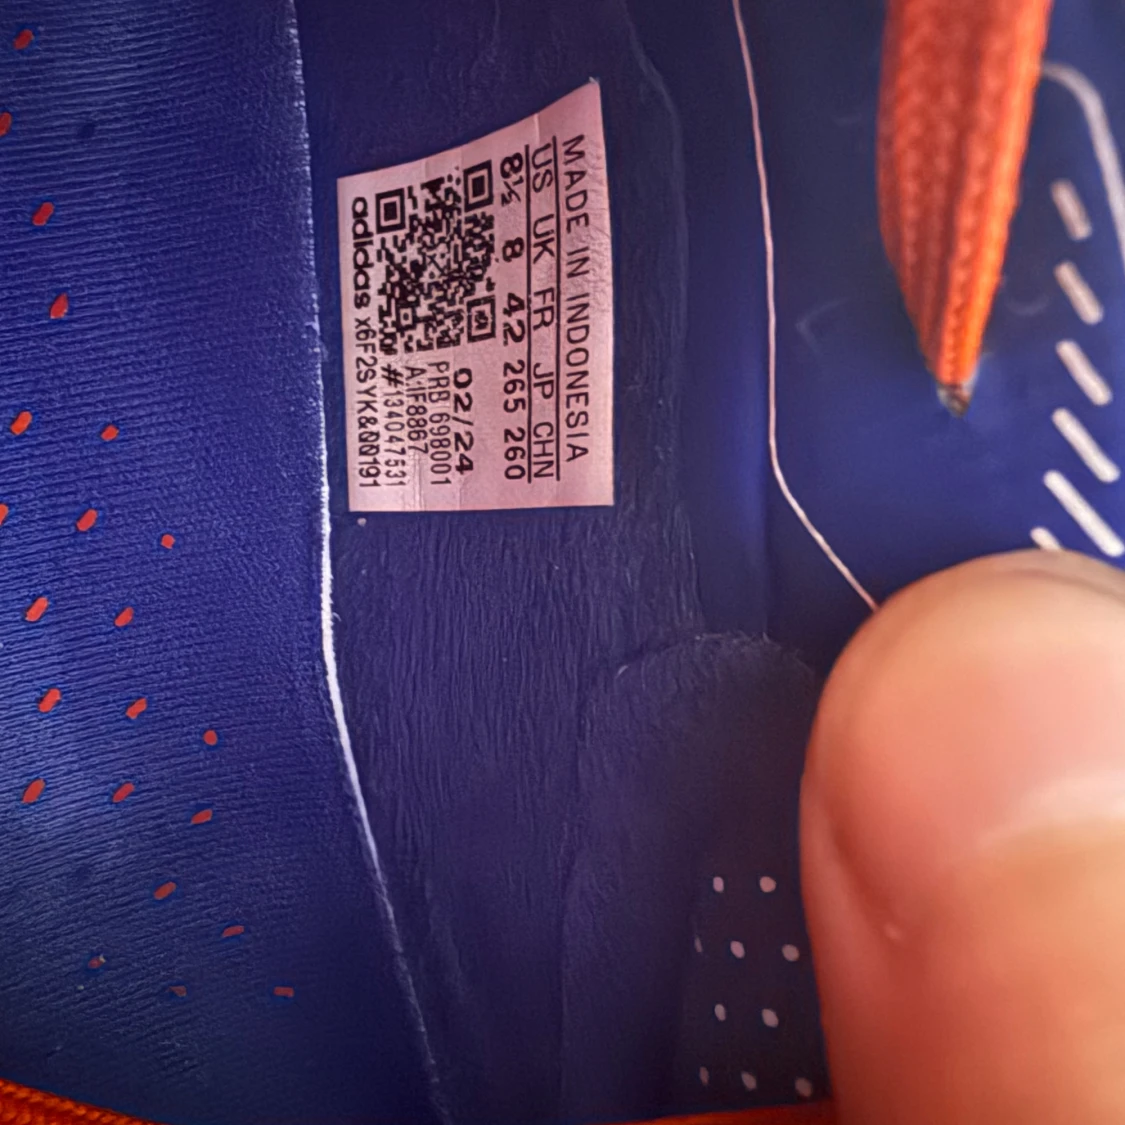 MADE IN INDONESIA
US UK FR JP CHN
8½ 8 42 265 260
02/24
PRB 698001
A:IF8867
#134047531
adidas x6F2SYK&00191